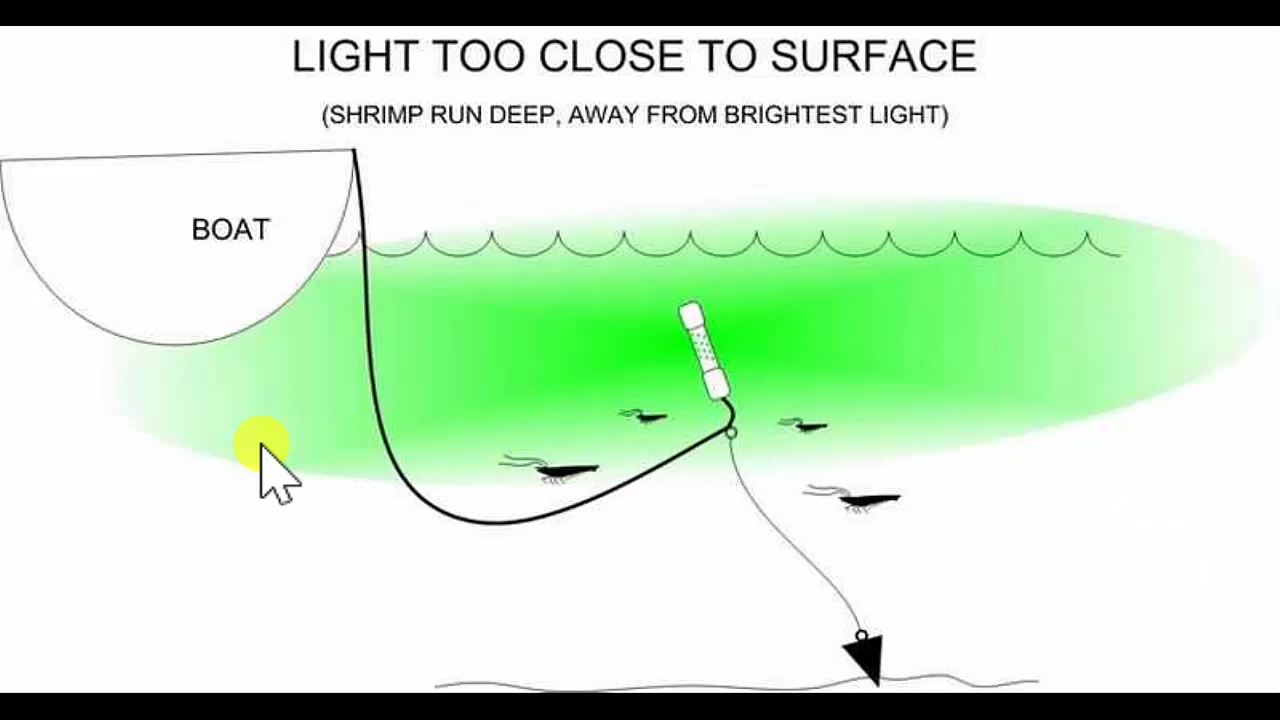 LIGHT TOO CLOSE TO SURFACE
(SHRIMP RUN DEEP, AWAY FROM BRIGHTEST LIGHT)
BOAT